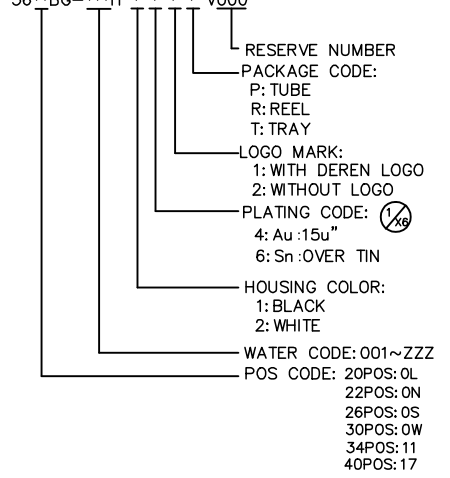 RESERVE NUMBER
PACKAGE CODE:
P: TUBE
R: REEL
T: TRAY
LOGO MARK:
1: WITH DEREN LOGO
2: WITHOUT LOGO
PLATING CODE: 1/X6
4: Au :15u”
6: Sn :OVER TIN
HOUSING COLOR:
1: BLACK
2: WHITE
WATER CODE: 001~ZZZ
POS CODE: 20POS: 0L
22POS: 0N
26POS: 0S
30POS: 0W
34POS: 11
40POS: 17